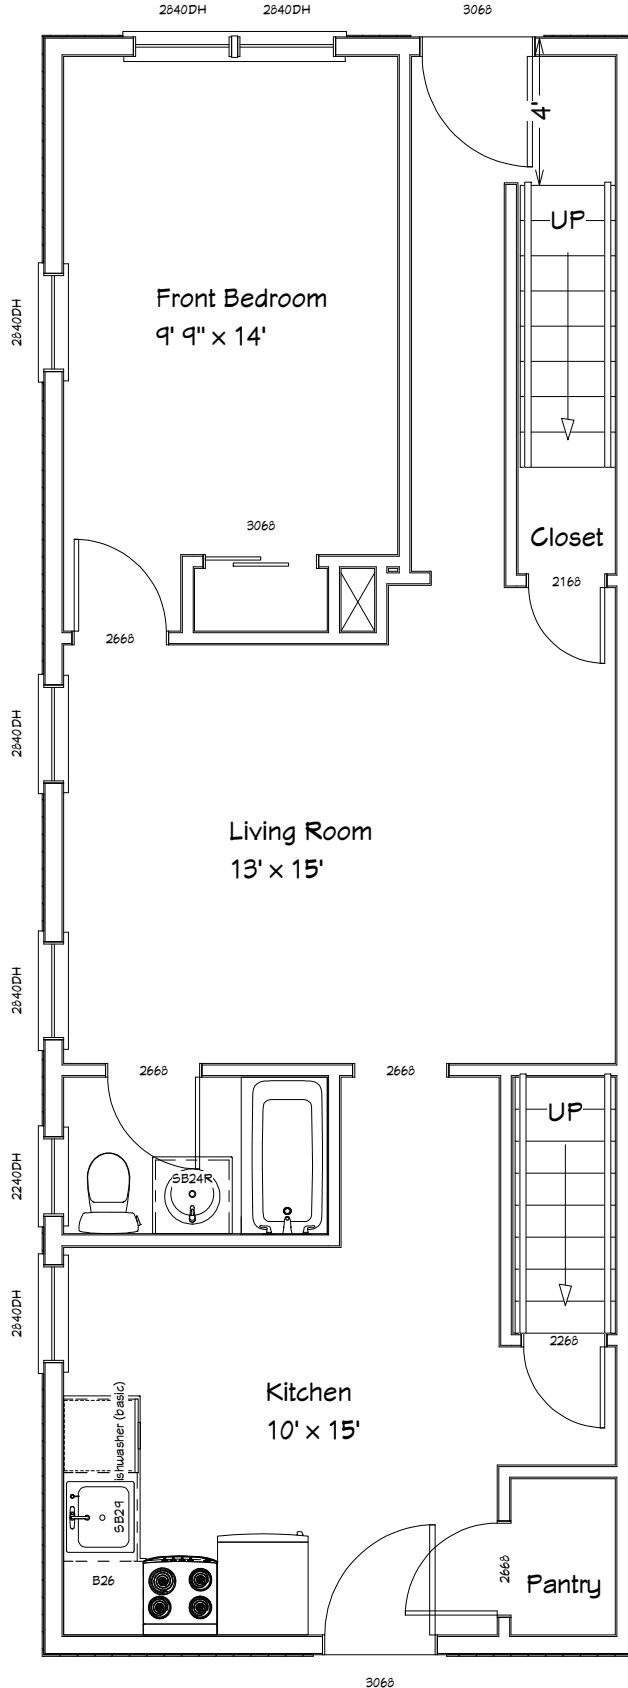 2840DH
2840DH
3068
4'
UP
2840DH
Front Bedroom
9' 9" x 14'
3068
Closet
2168
2668
2840DH
Living Room
13' x 15'
2840DH
2668
2668
UP
2240DH
SB24R
2840DH
2268
Kitchen
10' x 15'
ishwasher (basic)
SB29
B26
2668
Pantry
3068